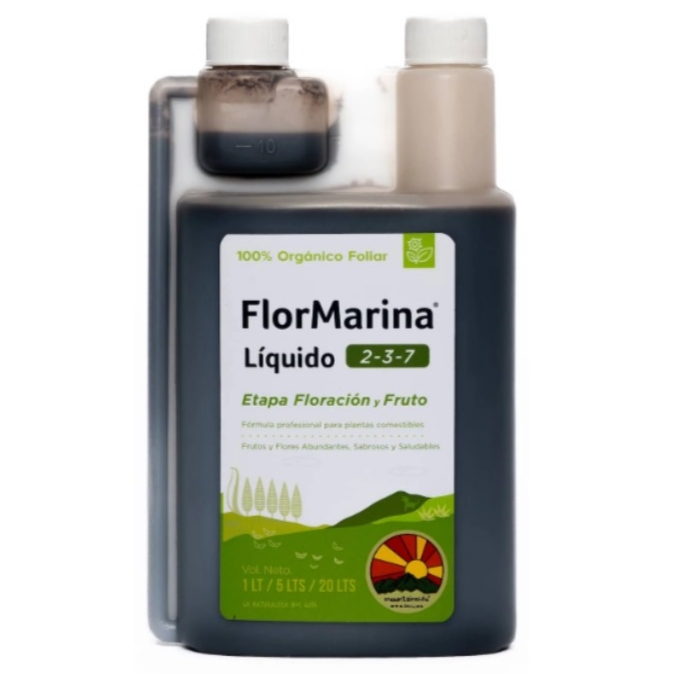 10
100% Orgánico Foliar
FlorMarina®
Líquido 2-3-7
Etapa Floración y Fruto
Fórmula profesional para plantas comestibles
Frutos y Flores Abundantes, Sabrosos y Saludables
Vol. Neto.
1 LT / 5 LTS / 20 LTS